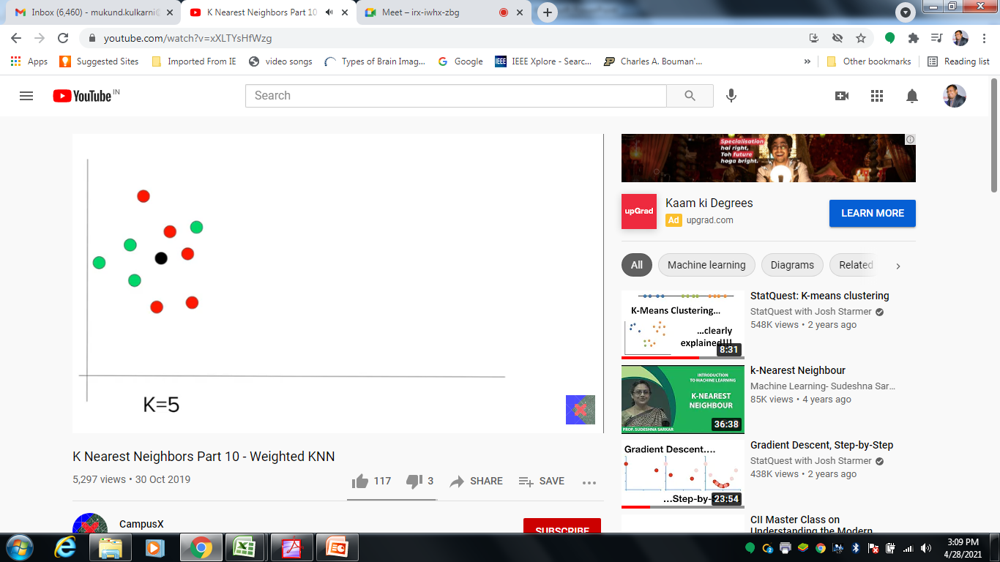 Inbox (6,460) - mukund.kulkarni@
K Nearest Neighbors Part 10
Meet – irx-iwhx-zbg
youtube.com/watch?v=xXLTYsHfWzg
Apps
Suggested Sites
Imported From IE
video songs
Types of Brain Imag...
G Google
IEEE IEEE Xplore - Searc...
Charles A. Bouman'...
»
Other bookmarks
Reading list
YouTube IN
Search
K=5
K Nearest Neighbors Part 10 - Weighted KNN
5,297 views • 30 Oct 2019
117
3
SHARE
SAVE
CampusX
SUBSCRIBE
Specialisation
hai right,
Toh future
hoga bright.
upGrad
Kaam ki Degrees
Ad upgrad.com
LEARN MORE
All
Machine learning
Diagrams
Related
K-Means Clustering...
...clearly
explained!!!
8:31
StatQuest: K-means clustering
StatQuest with Josh Starmer
548K views • 2 years ago
INTRODUCTION
TO MACHINE LEARNING
K-NEAREST
NEIGHBOUR
PROF. SUDESHNA SARKAR
36:38
k-Nearest Neighbour
Machine Learning- Sudeshna Sar...
85K views • 4 years ago
Gradient Descent....
...Step-by-
23:54
Gradient Descent, Step-by-Step
StatQuest with Josh Starmer
438K views • 2 years ago
CII Master Class on
Understanding the Modern
3:09 PM
4/28/2021